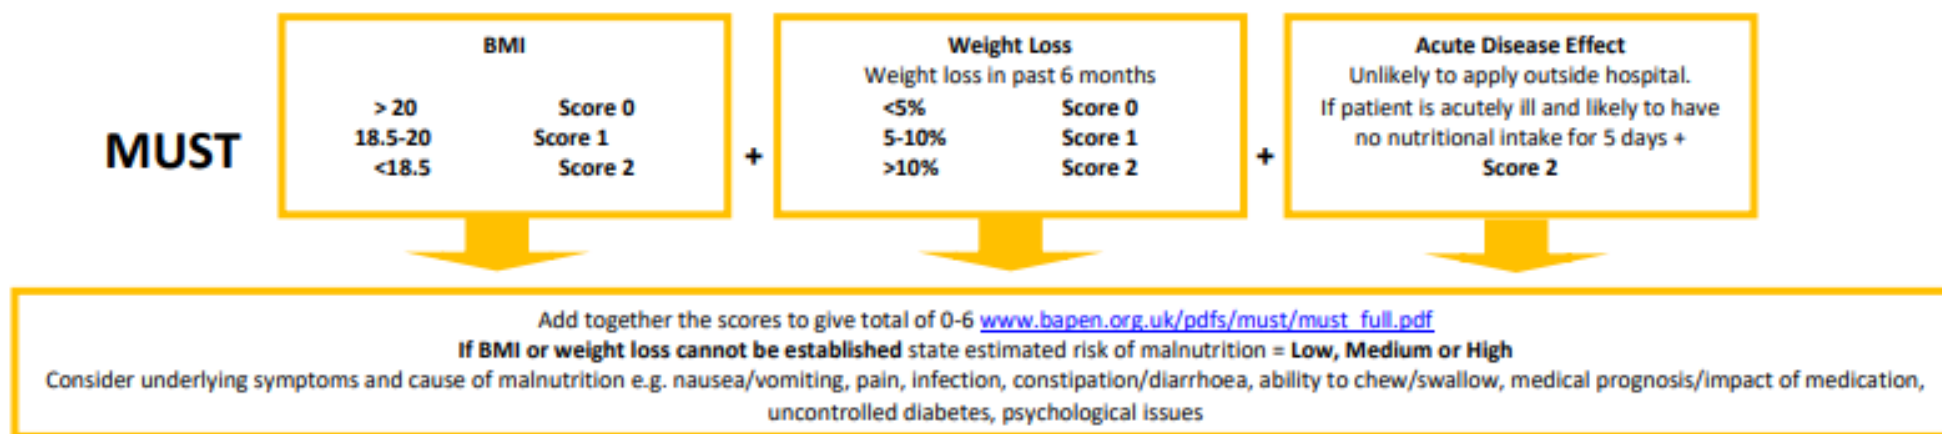 MUST
BMI
> 20 Score 0
18.5-20 Score 1
<18.5 Score 2
+
Weight Loss
Weight loss in past 6 months
<5% Score 0
5-10% Score 1
>10% Score 2
+
Acute Disease Effect
Unlikely to apply outside hospital.
If patient is acutely ill and likely to have
no nutritional intake for 5 days +
Score 2
Add together the scores to give total of 0-6 www.bapen.org.uk/pdfs/must/must_full.pdf
If BMI or weight loss cannot be established state estimated risk of malnutrition = Low, Medium or High
Consider underlying symptoms and cause of malnutrition e.g. nausea/vomiting, pain, infection, constipation/diarrhoea, ability to chew/swallow, medical prognosis/impact of medication,
uncontrolled diabetes, psychological issues